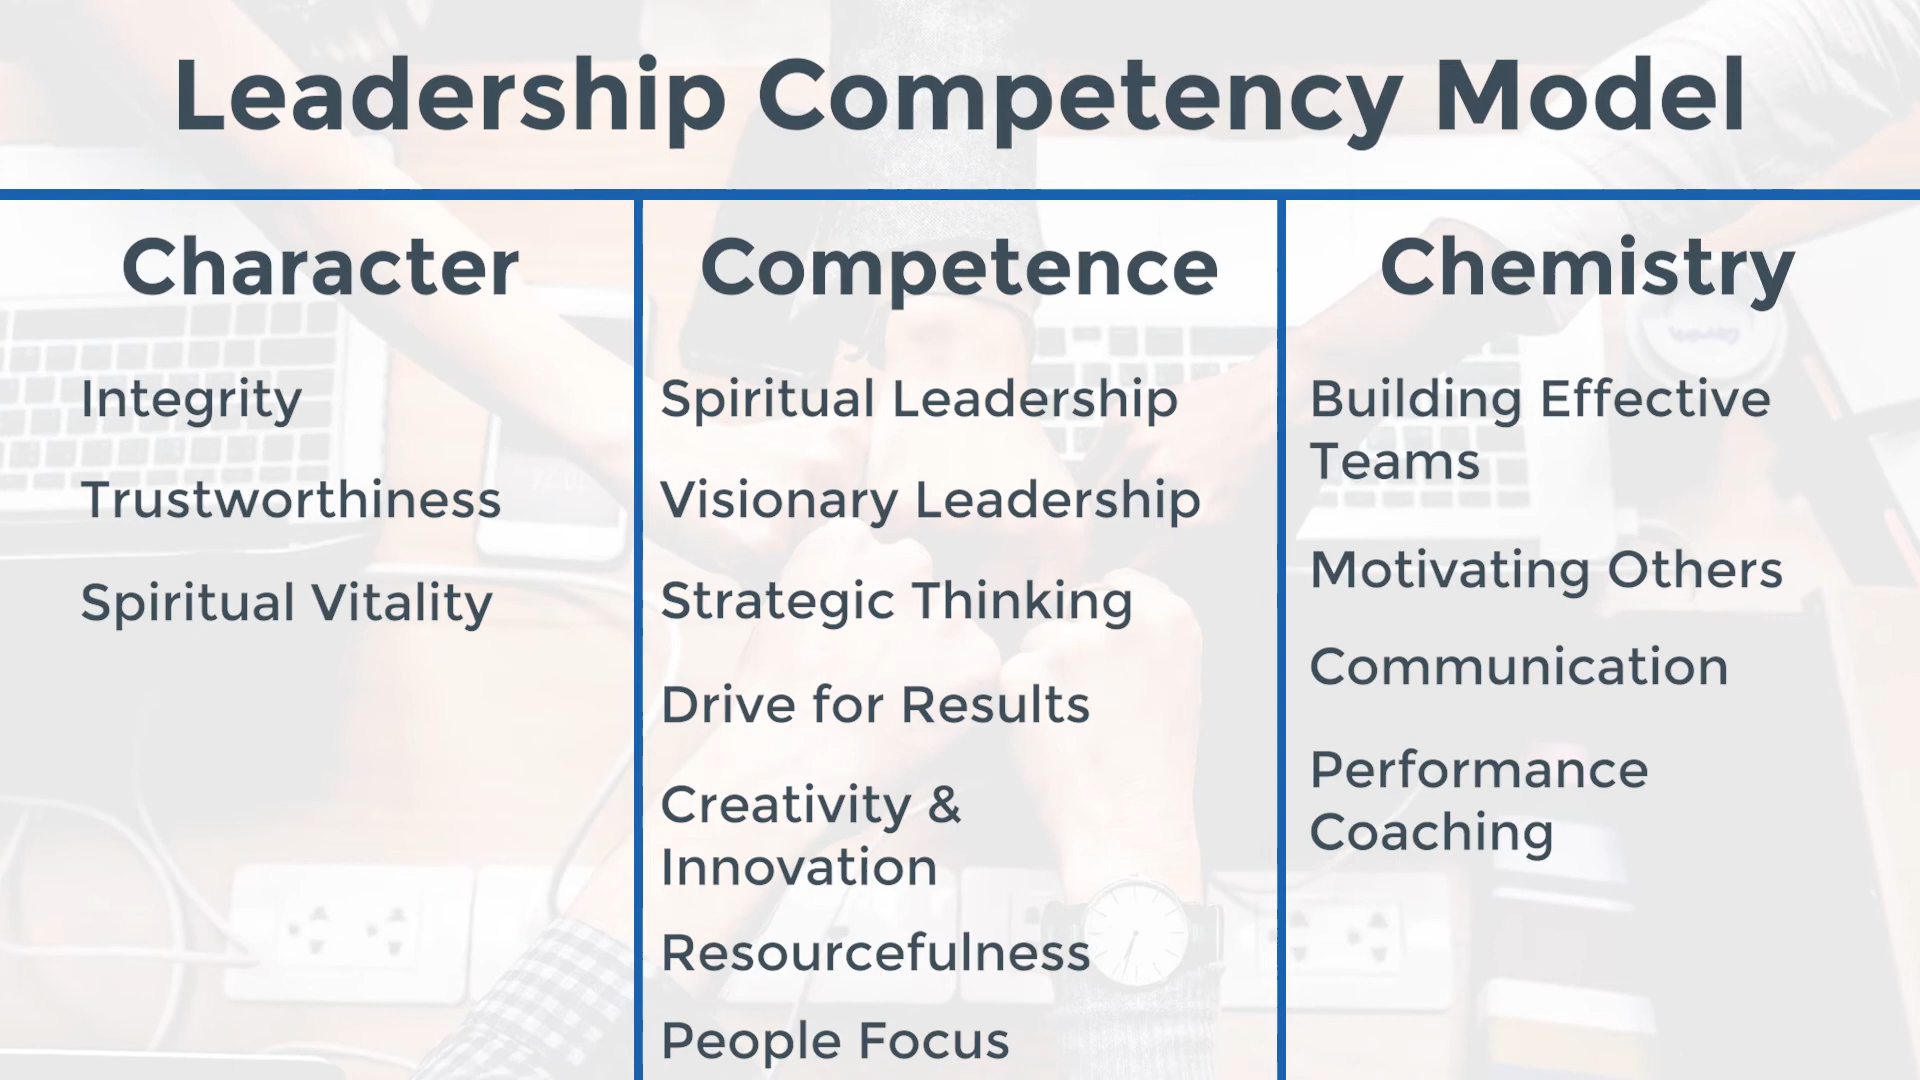 Leadership Competency Model
Character
Integrity
Trustworthiness
Spiritual Vitality
Competence
Spiritual Leadership
Visionary Leadership
Strategic Thinking
Drive for Results
Creativity &
Innovation
Resourcefulness
People Focus
Chemistry
Building Effective
Teams
Motivating Others
Communication
Performance
Coaching